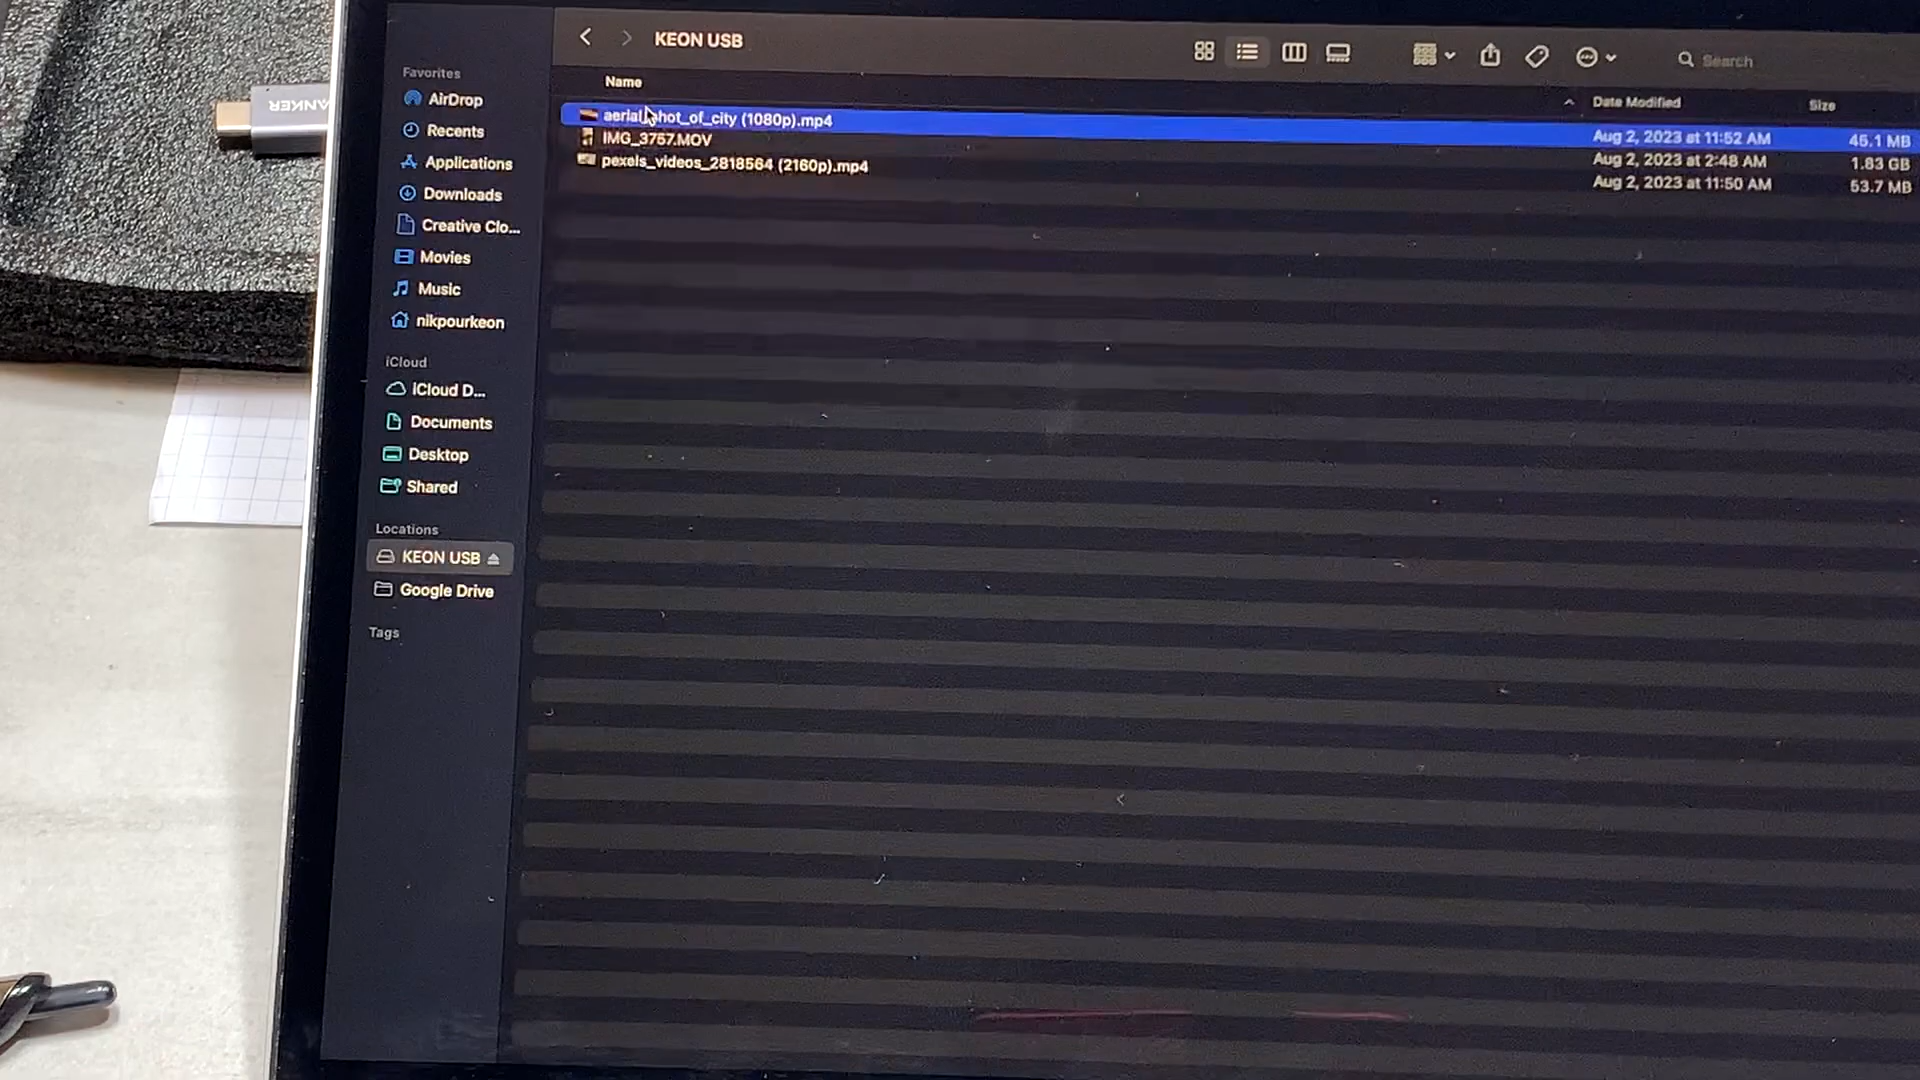 ANKER
KEON USB
Search
Favorites
AirDrop
Recents
Applications
Downloads
Creative Clo...
Movies
Music
nikpourkeon
iCloud
iCloud D...
Documents
Desktop
Shared
Locations
KEON USB
Google Drive
Tags
Name Date Modified Size
aerial_shot_of_city (1080p).mp4 Aug 2, 2023 at 11:52 AM 45.1 MB
IMG_3757.MOV Aug 2, 2023 at 2:48 AM 1.83 GB
pexels_videos_2818564 (2160p).mp4 Aug 2, 2023 at 11:50 AM 53.7 MB